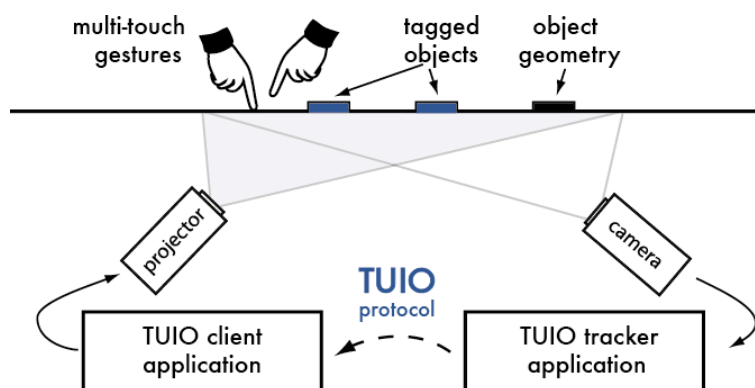 multi-touch
gestures
tagged
objects
object
geometry
projector
camera
TUIO
protocol
TUIO client
application
TUIO tracker
application